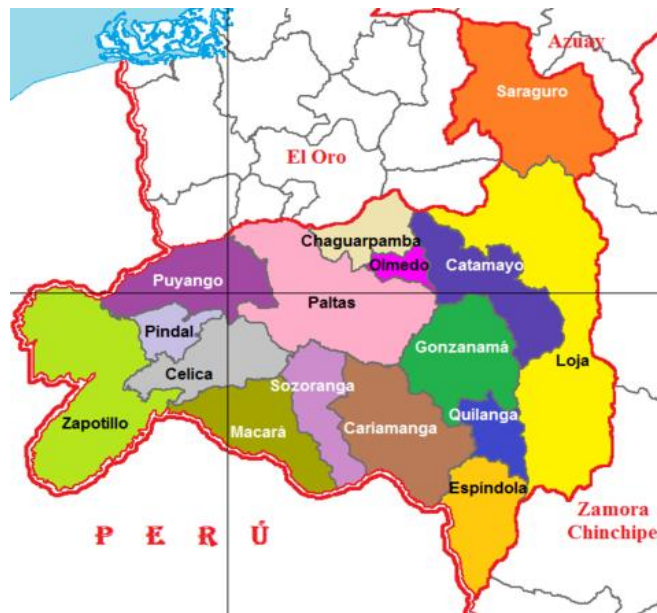 Azuay
Saraguro
El Oro
Chaguarpamba
Olmedo
Catamayo
Puyango
Paltas
Pindal
Gonzanamá
Loja
Celica
Sozoranga
Quilanga
Zapotillo
Macarà
Cariamanga
Espíndola
Zamora
Chinchipe
PERÚ